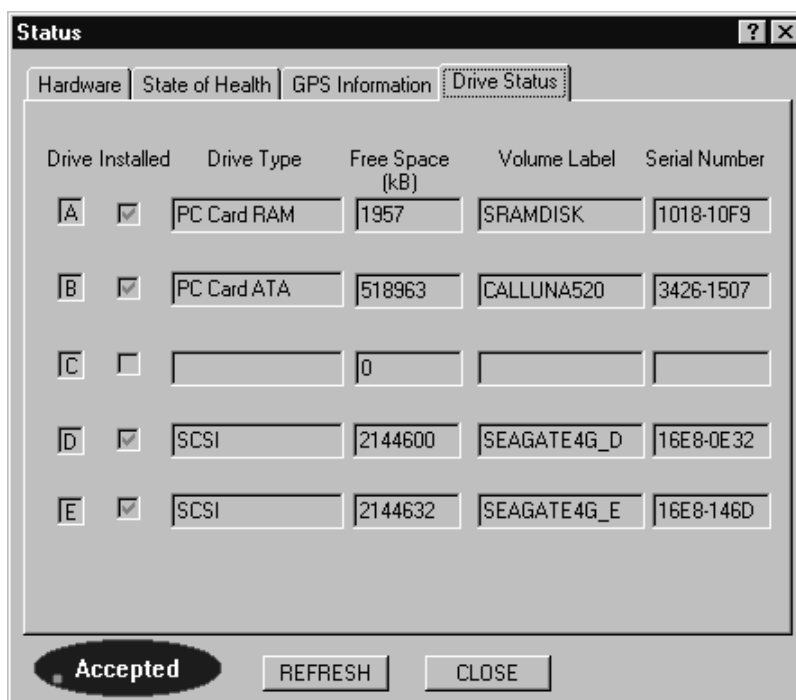 Status
? X
Hardware State of Health GPS Information Drive Status
Drive Installed Drive Type Free Space Volume Label Serial Number
(kB)
A PC Card RAM 1957 SRAMDISK 1018-10F9
B PC Card ATA 518963 CALLUNA520 3426-1507
C 0
D SCSI 2144600 SEAGATE4G_D 16E8-0E32
E SCSI 2144632 SEAGATE4G_E 16E8-146D
Accepted REFRESH CLOSE